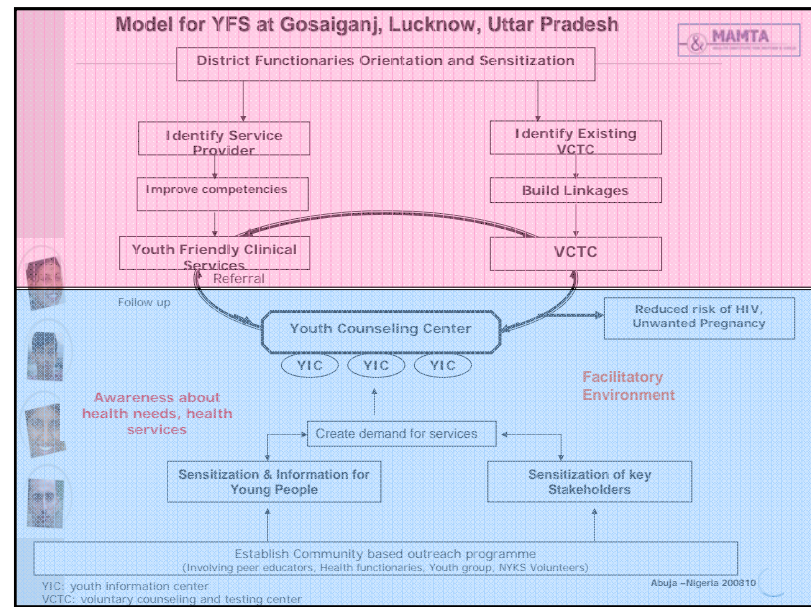 Model for YFS at Gosaiganj, Lucknow, Uttar Pradesh
& MAMTA
District Functionaries Orientation and Sensitization
Identify Service
Provider
Identify Existing
VCTC
Improve competencies
Build Linkages
Youth Friendly Clinical
Services
VCTC
Referral
Follow up
Youth Counseling Center
Reduced risk of HIV,
Unwanted Pregnancy
YIC YIC YIC
Awareness about
health needs, health
services
Facilitatory
Environment
Create demand for services
Sensitization & Information for
Young People
Sensitization of key
Stakeholders
Establish Community based outreach programme
(Involving peer educators, Health functionaries, Youth group, NYKS Volunteers)
Abuja –Nigeria 200810
YIC: youth information center
VCTC: voluntary counseling and testing center